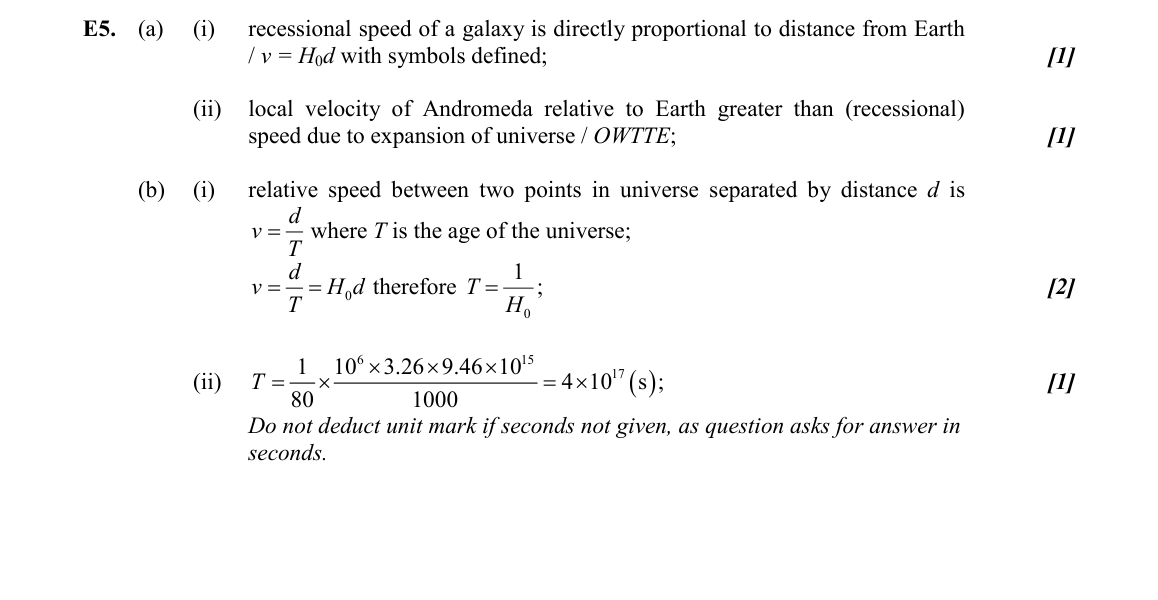 E5. (a) (i) recessional speed of a galaxy is directly proportional to distance from Earth
/ v = H₀d with symbols defined; [1]
(ii) local velocity of Andromeda relative to Earth greater than (recessional)
speed due to expansion of universe / OWTTE; [1]
(b) (i) relative speed between two points in universe separated by distance d is
v = d/T where T is the age of the universe;
v = d/T = H₀d therefore T = 1/H₀; [2]
(ii) T = 1/80 × (10⁶ × 3.26 × 9.46 × 10¹⁵)/1000 = 4 × 10¹⁷ (s); [1]
Do not deduct unit mark if seconds not given, as question asks for answer in
seconds.